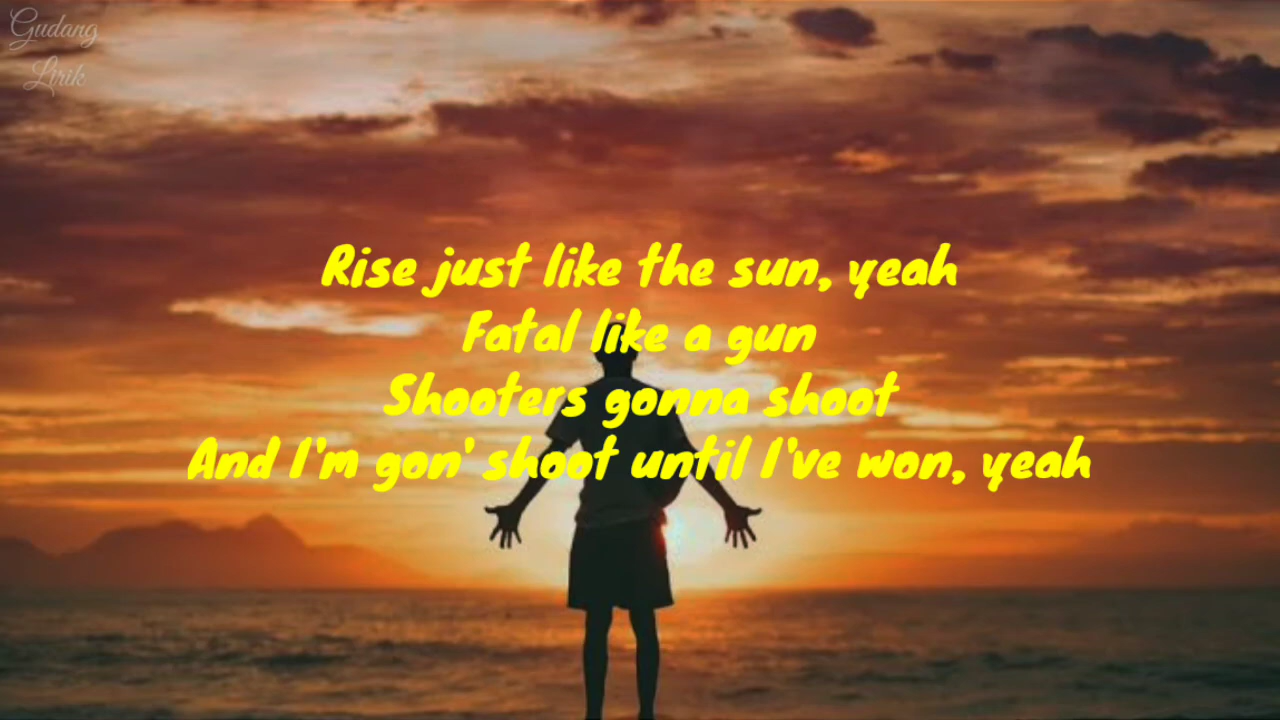 Gudang
Lirik
Rise just like the sun, yeah
Fatal like a gun
Shooters gonna shoot
And I'm gon' shoot until I've won, yeah